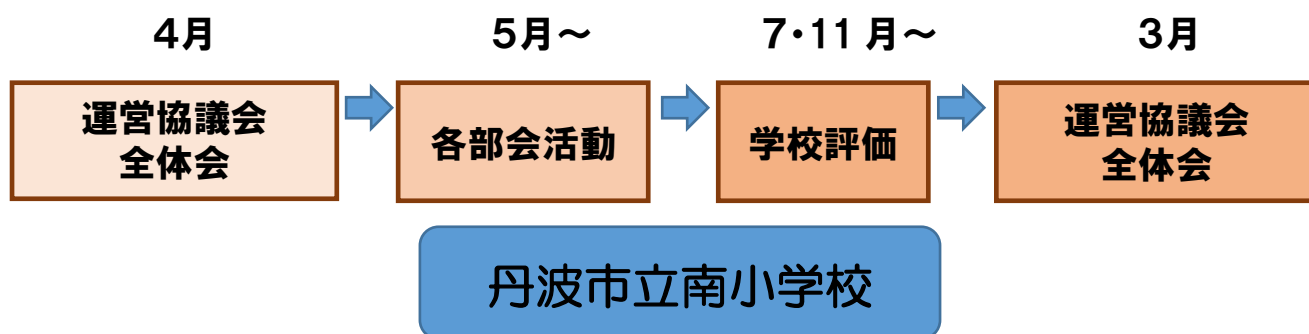 4月
5月～
7・11月～
3月
運営協議会
全体会
各部会活動
学校評価
運営協議会
全体会
丹波市立南小学校